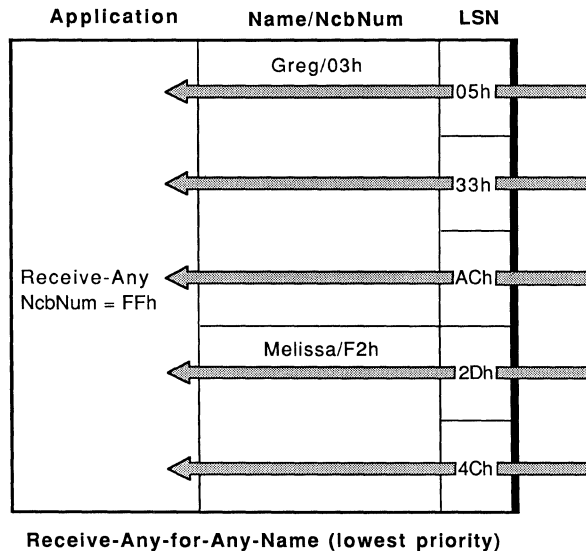 Application Name/NcbNum LSN
Greg/03h
05h
33h
Receive-Any
NcbNum = FFh
ACh
Melissa/F2h
2Dh
4Ch
Receive-Any-for-Any-Name (lowest priority)